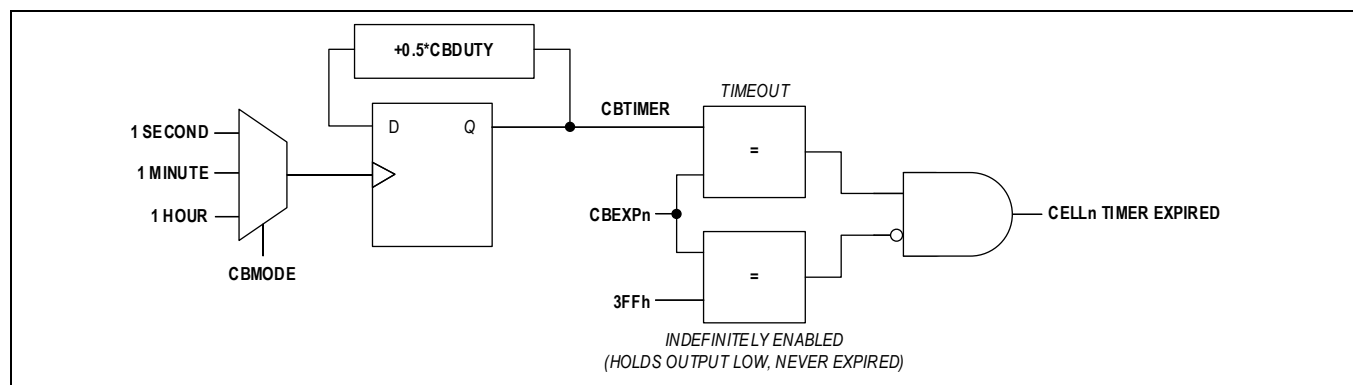 +0.5*CBDUTY
TIMEOUT
CBTIMER
1 SECOND
D
Q
1 MINUTE
=
1 HOUR
CBEXPn
CELLn TIMER EXPIRED
CBMODE
=
3FFh
INDEFINITELY ENABLED
(HOLDS OUTPUT LOW, NEVER EXPIRED)